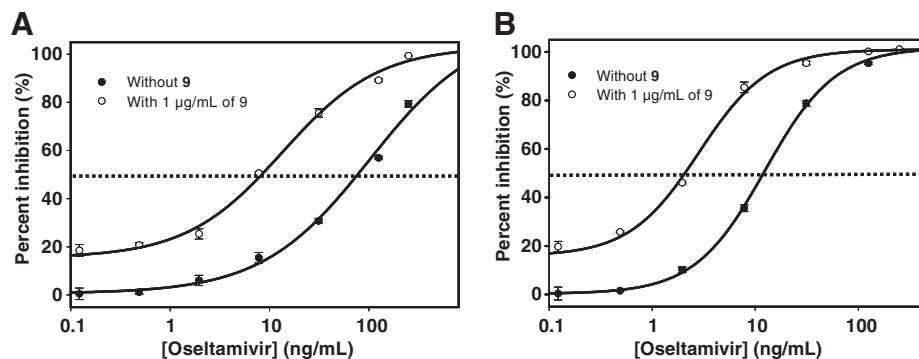 A
Percent inhibition (%)
100
80
60
40
20
0
Without 9
With 1 µg/mL of 9
0.1 1 10 100
[Oseltamivir] (ng/mL)
B
Percent inhibition (%)
100
80
60
40
20
0
Without 9
With 1 µg/mL of 9
0.1 1 10 100
[Oseltamivir] (ng/mL)